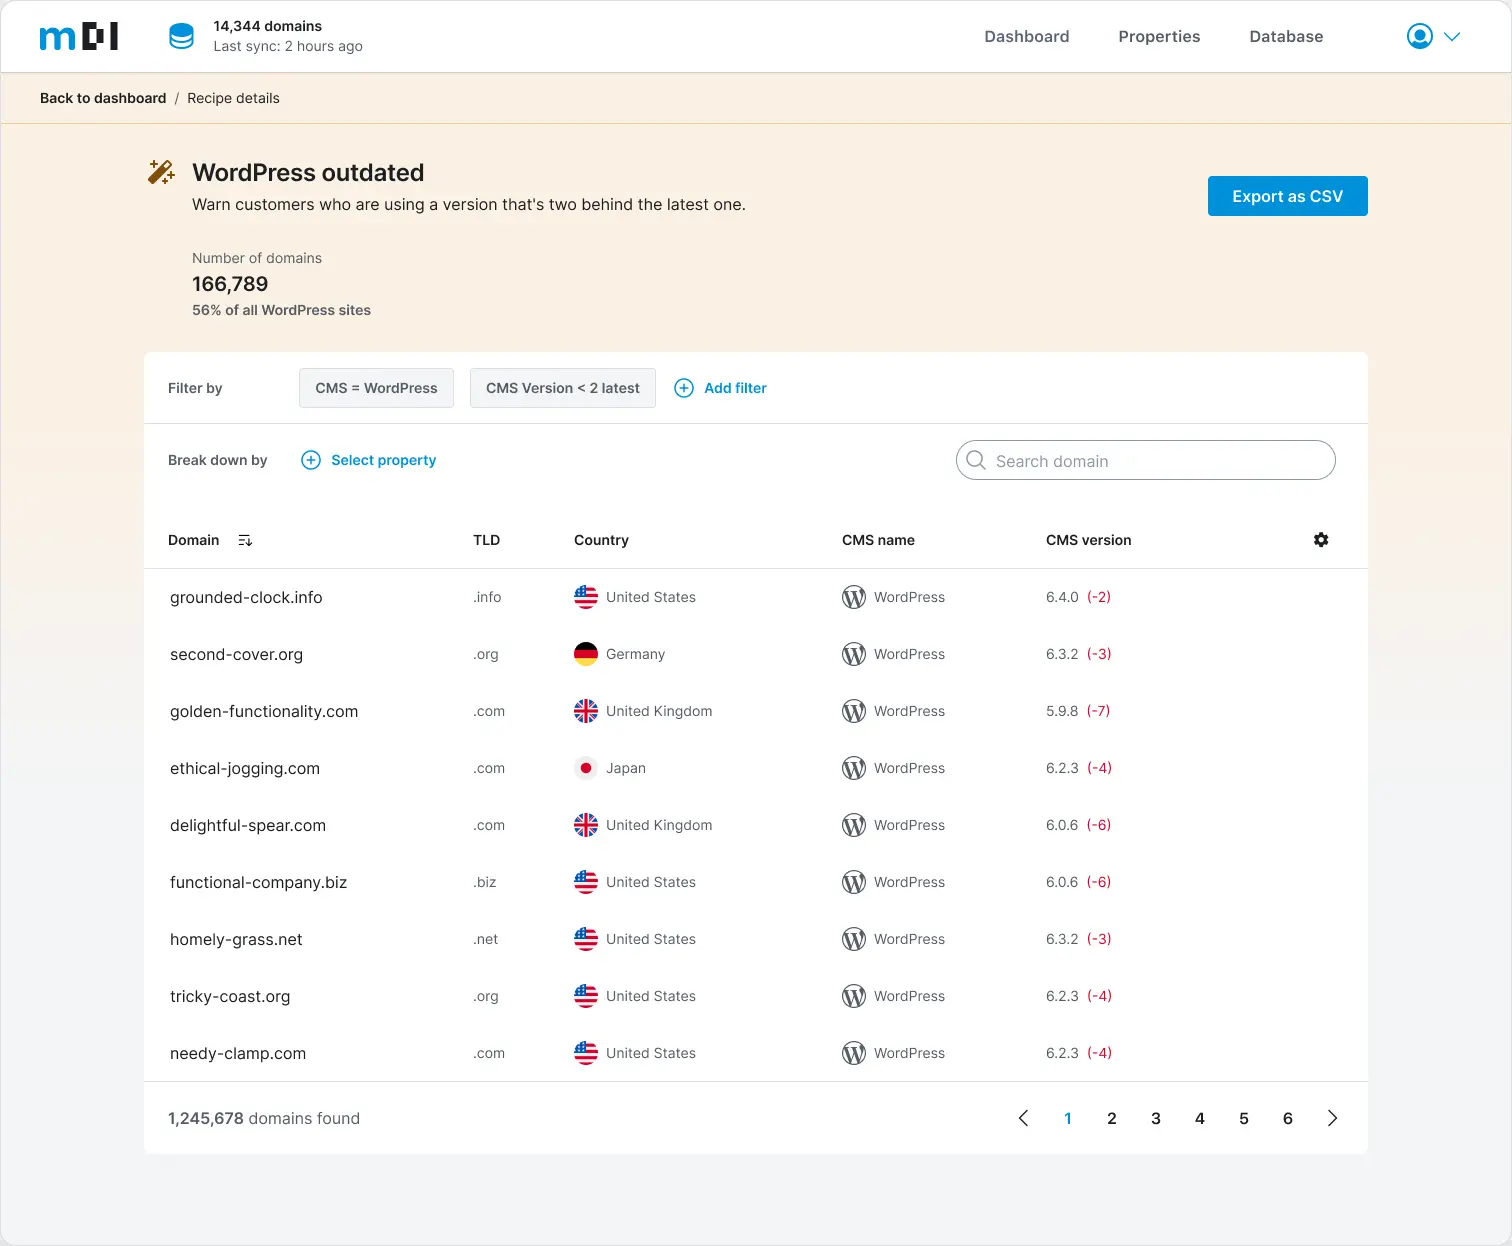 mDI
14,344 domains
Last sync: 2 hours ago
Dashboard
Properties
Database
Back to dashboard / Recipe details
WordPress outdated
Warn customers who are using a version that's two behind the latest one.
Export as CSV
Number of domains
166,789
56% of all WordPress sites
Filter by CMS = WordPress CMS Version < 2 latest Add filter
Break down by Select property Search domain
Domain TLD Country CMS name CMS version
grounded-clock.info .info United States WordPress 6.4.0 (-2)
second-cover.org .org Germany WordPress 6.3.2 (-3)
golden-functionality.com .com United Kingdom WordPress 5.9.8 (-7)
ethical-jogging.com .com Japan WordPress 6.2.3 (-4)
delightful-spear.com .com United Kingdom WordPress 6.0.6 (-6)
functional-company.biz .biz United States WordPress 6.0.6 (-6)
homely-grass.net .net United States WordPress 6.3.2 (-3)
tricky-coast.org .org United States WordPress 6.2.3 (-4)
needy-clamp.com .com United States WordPress 6.2.3 (-4)
1,245,678 domains found 1 2 3 4 5 6